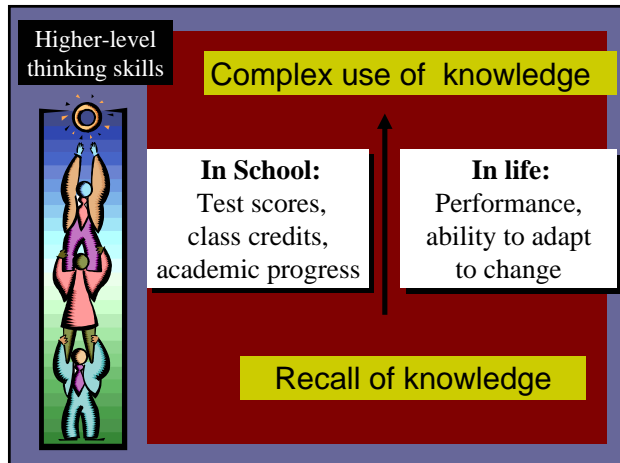 Higher-level
thinking skills
Complex use of knowledge
In School:
Test scores,
class credits,
academic progress
In life:
Performance,
ability to adapt
to change
Recall of knowledge